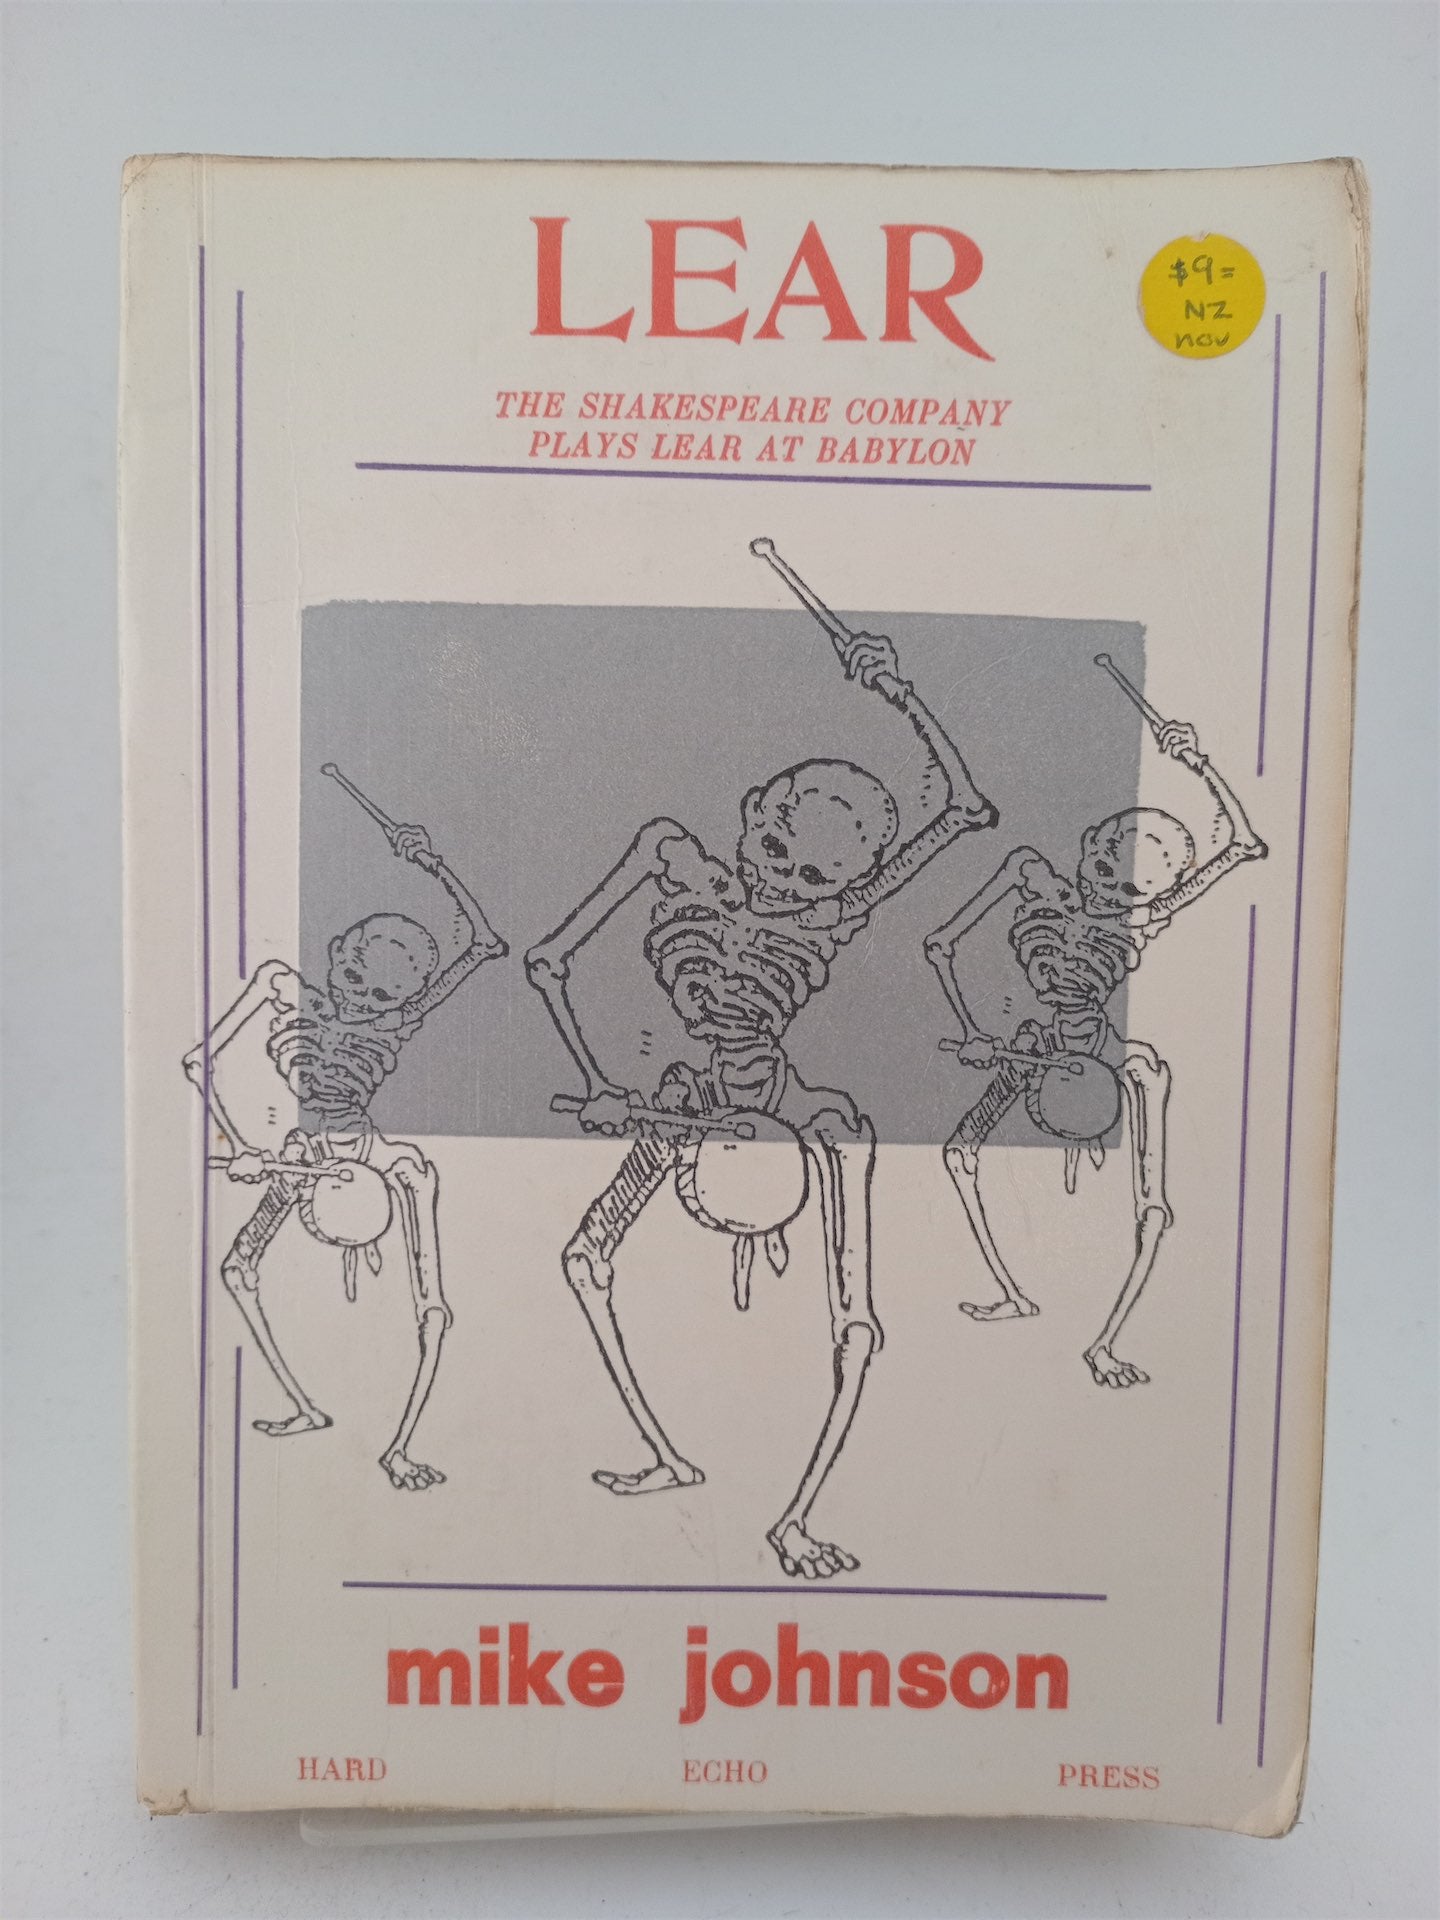 LEAR
$9=
NZ
nov
THE SHAKESPEARE COMPANY
PLAYS LEAR AT BABYLON
mike johnson
HARD ECHO PRESS